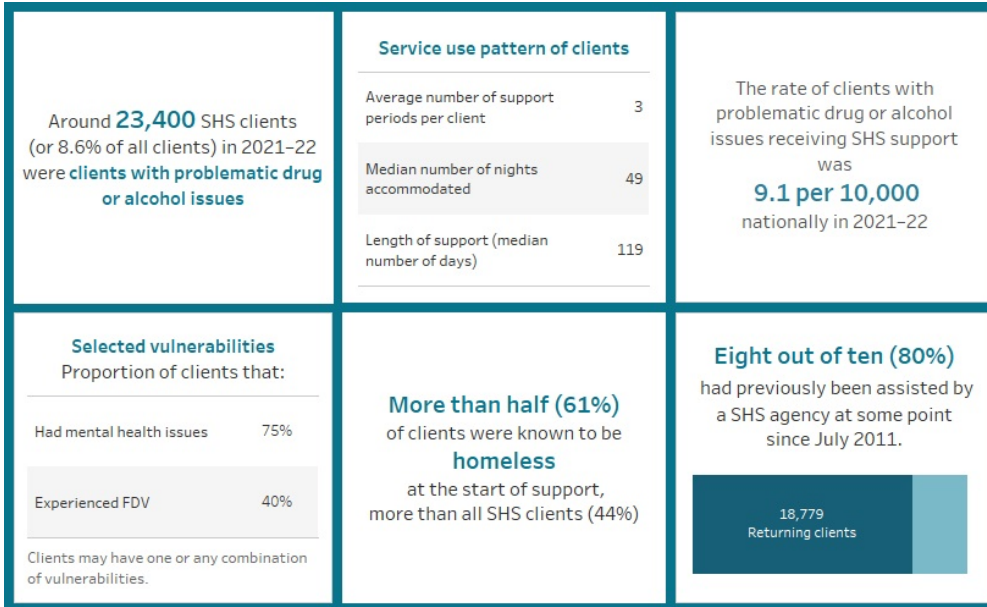 Around 23,400 SHS clients
(or 8.6% of all clients) in 2021–22
were clients with problematic drug
or alcohol issues
Service use pattern of clients
Average number of support
periods per client
3
Median number of nights
accommodated
49
Length of support (median
number of days)
119
The rate of clients with
problematic drug or alcohol
issues receiving SHS support
was
9.1 per 10,000
nationally in 2021–22
Selected vulnerabilities
Proportion of clients that:
Had mental health issues 75%
Experienced FDV 40%
Clients may have one or any combination
of vulnerabilities.
More than half (61%)
of clients were known to be
homeless
at the start of support,
more than all SHS clients (44%)
Eight out of ten (80%)
had previously been assisted by
a SHS agency at some point
since July 2011.
18,779
Returning clients